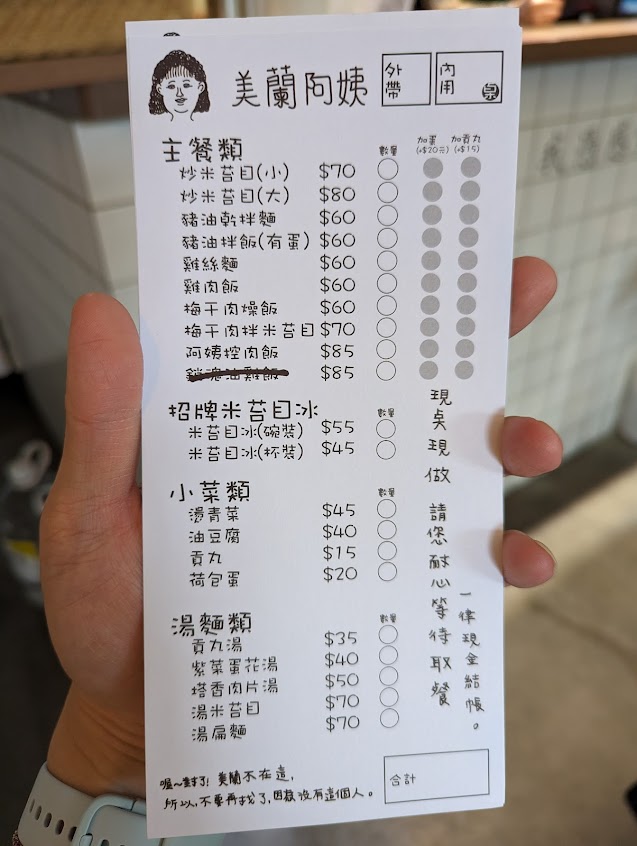 美蘭阿姨
外帶
內用
主餐類
數量
加蛋(+$20元)
加貢丸(+$15)
炒米苔目(小) $70
炒米苔目(大) $80
豬油乾拌麵 $60
豬油拌飯(有蛋) $60
雞絲麵 $60
雞肉飯 $60
梅干肉燥飯 $60
梅干肉拌米苔目 $70
阿姨控肉飯 $85
油雞飯 $85
招牌米苔目冰
數量
米苔目冰(碗裝) $55
米苔目冰(杯裝) $45
小菜類
數量
燙青菜 $45
油豆腐 $40
貢丸 $15
荷包蛋 $20
湯麵類
數量
貢丸湯 $35
紫菜蛋花湯 $40
塔香肉片湯 $50
湯米苔目 $70
湯扁麵 $70
現點現做 請您耐心等待取餐
一律現金結帳。
喔~對了! 美蘭不在這,
所以,不要再找了,因為沒有這個人。
合計